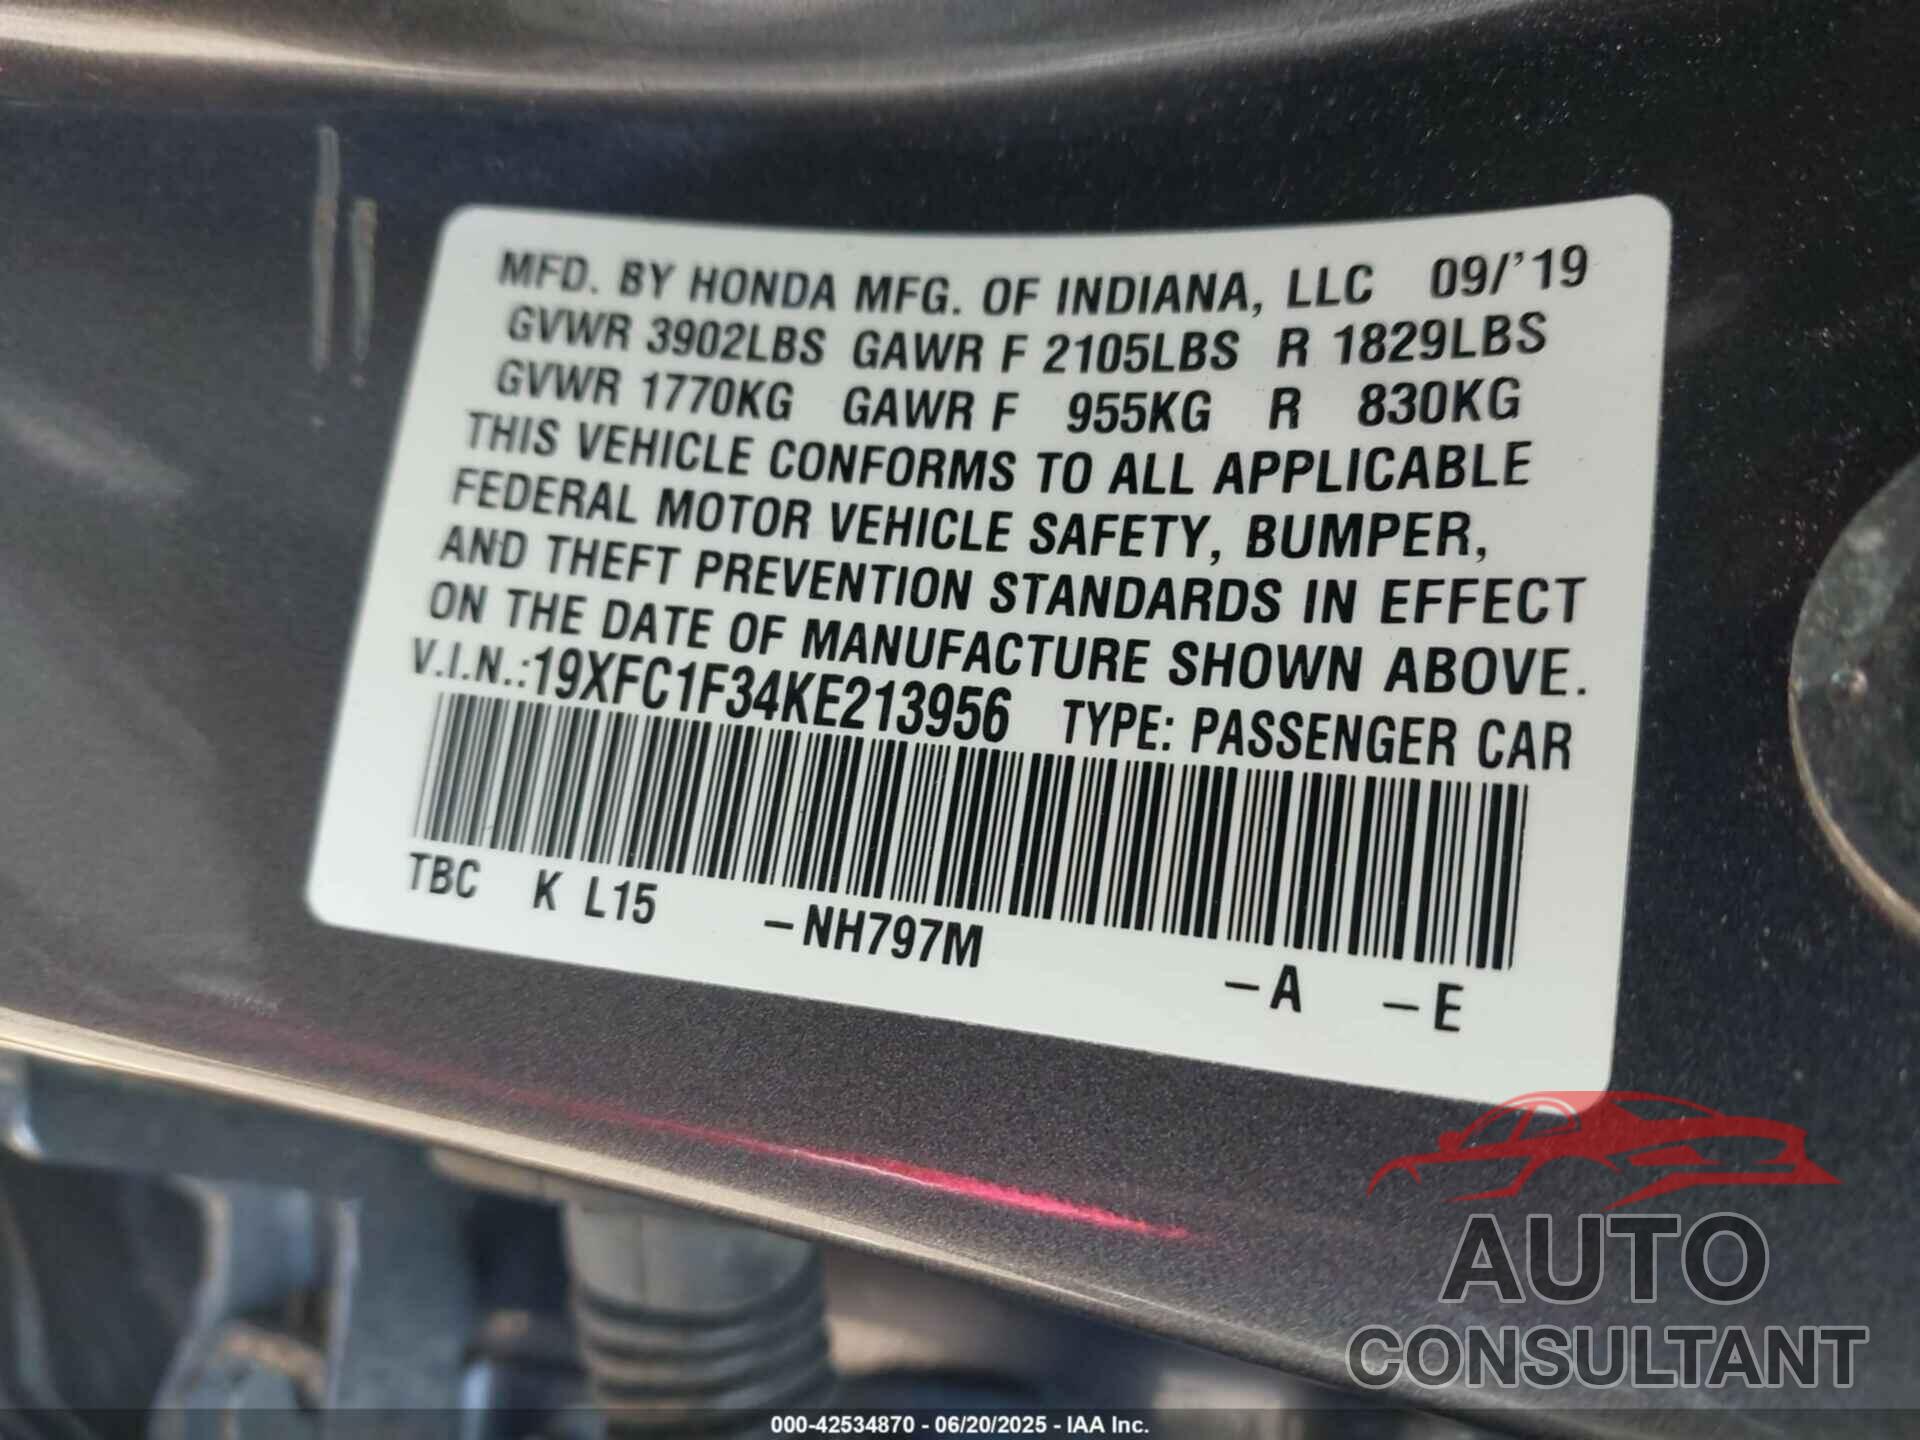 MFD. BY HONDA MFG. OF INDIANA, LLC 09/'19
GVWR 3902LBS GAWR F 2105LBS R 1829LBS
GVWR 1770KG GAWR F 955KG R 830KG
THIS VEHICLE CONFORMS TO ALL APPLICABLE
FEDERAL MOTOR VEHICLE SAFETY, BUMPER,
AND THEFT PREVENTION STANDARDS IN EFFECT
ON THE DATE OF MANUFACTURE SHOWN ABOVE.
V.I.N.:19XFC1F34KE213956 TYPE: PASSENGER CAR
TBC K L15 -NH797M -A -E
AUTO
CONSULTANT
000-42534870 - 06/20/2025 - IAA Inc.